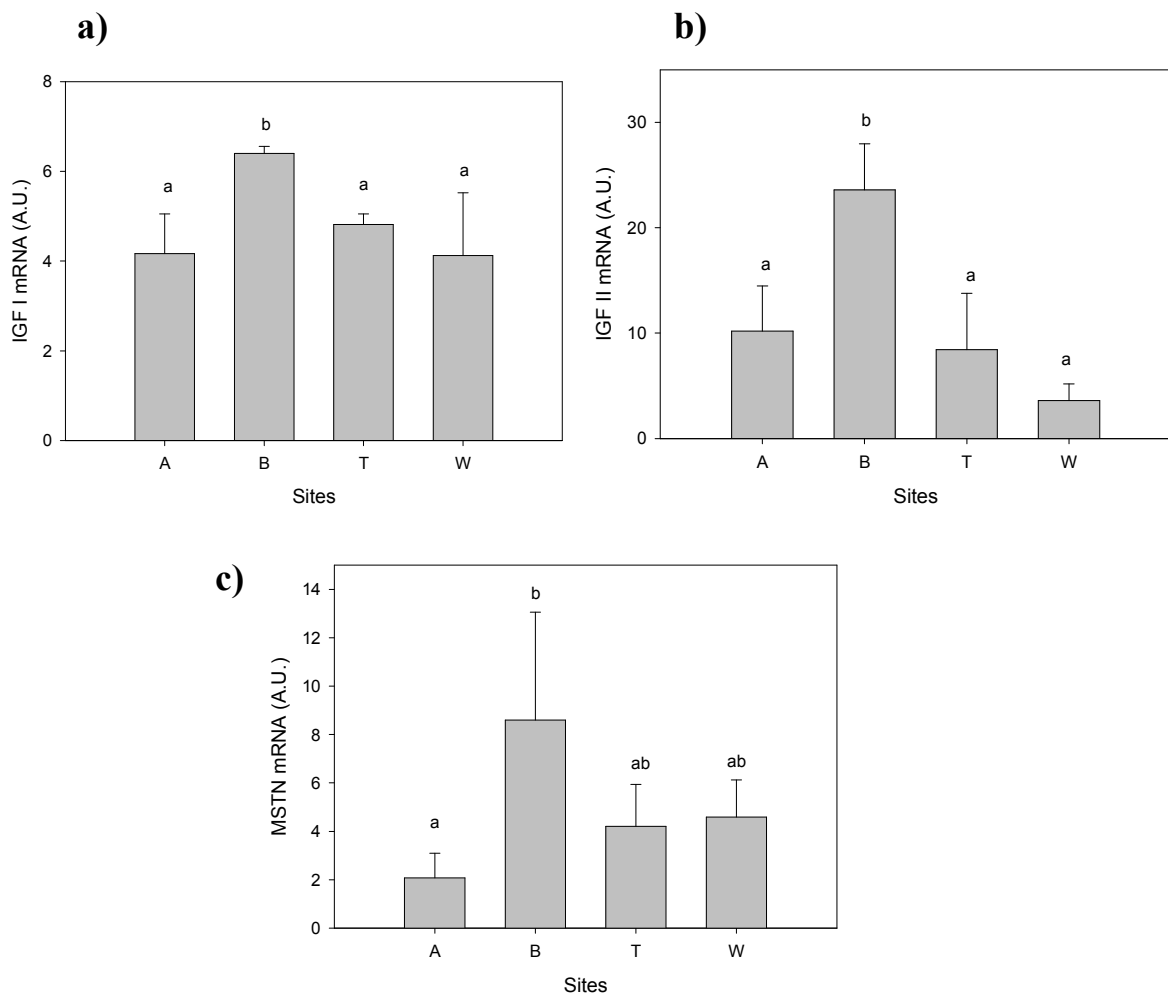 a)
IGF I mRNA (A.U.)
8
6
4
2
0
a
b
a
a
A B T W
Sites
b)
IGF II mRNA (A.U.)
30
20
10
0
a
b
a
a
A B T W
Sites
c)
MSTN mRNA (A.U.)
14
12
10
8
6
4
2
0
a
b
ab
ab
A B T W
Sites